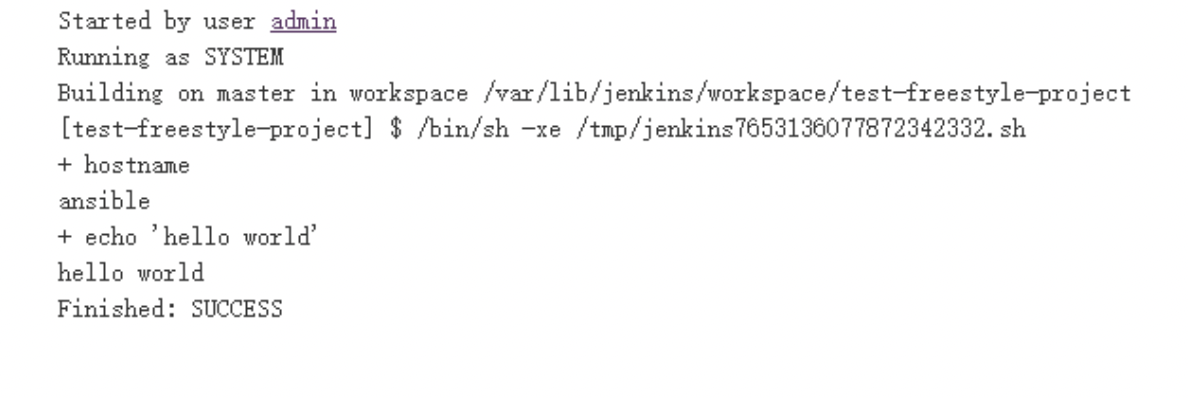 Started by user admin
Running as SYSTEM
Building on master in workspace /var/lib/jenkins/workspace/test-freestyle-project
[test-freestyle-project] $ /bin/sh -xe /tmp/jenkins7653136077872342332.sh
+ hostname
ansible
+ echo 'hello world'
hello world
Finished: SUCCESS